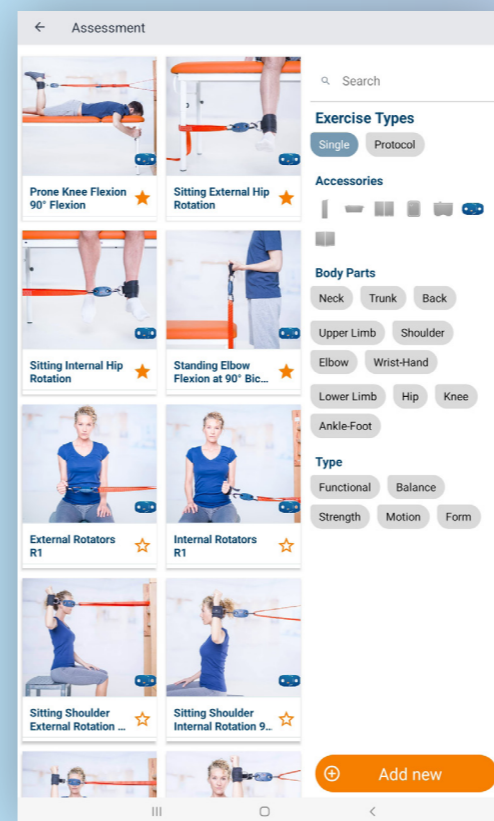 Assessment
Prone Knee Flexion
90° Flexion
Sitting External Hip
Rotation
Sitting Internal Hip
Rotation
Standing Elbow
Flexion at 90° Bic...
External Rotators
R1
Internal Rotators
R1
Sitting Shoulder
External Rotation ...
Sitting Shoulder
Internal Rotation 9...
Search
Exercise Types
Single Protocol
Accessories
Body Parts
Neck Trunk Back
Upper Limb Shoulder
Elbow Wrist-Hand
Lower Limb Hip Knee
Ankle-Foot
Type
Functional Balance
Strength Motion Form
Add new